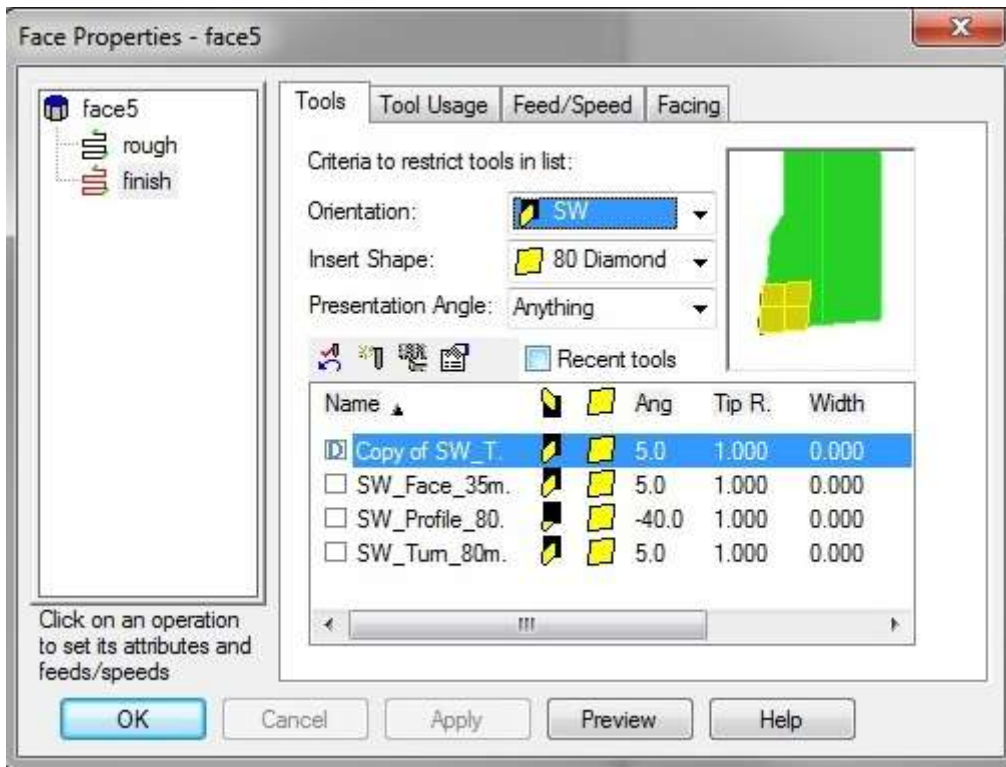 Face Properties - face5
face5
rough
finish
Click on an operation
to set its attributes and
feeds/speeds
Tools Tool Usage Feed/Speed Facing
Criteria to restrict tools in list:
Orientation: SW
Insert Shape: 80 Diamond
Presentation Angle: Anything
Recent tools
Name Ang Tip R. Width
D Copy of SW_T. 5.0 1.000 0.000
SW_Face_35m. 5.0 1.000 0.000
SW_Profile_80. -40.0 1.000 0.000
SW_Turn_80m. 5.0 1.000 0.000
OK Cancel Apply Preview Help